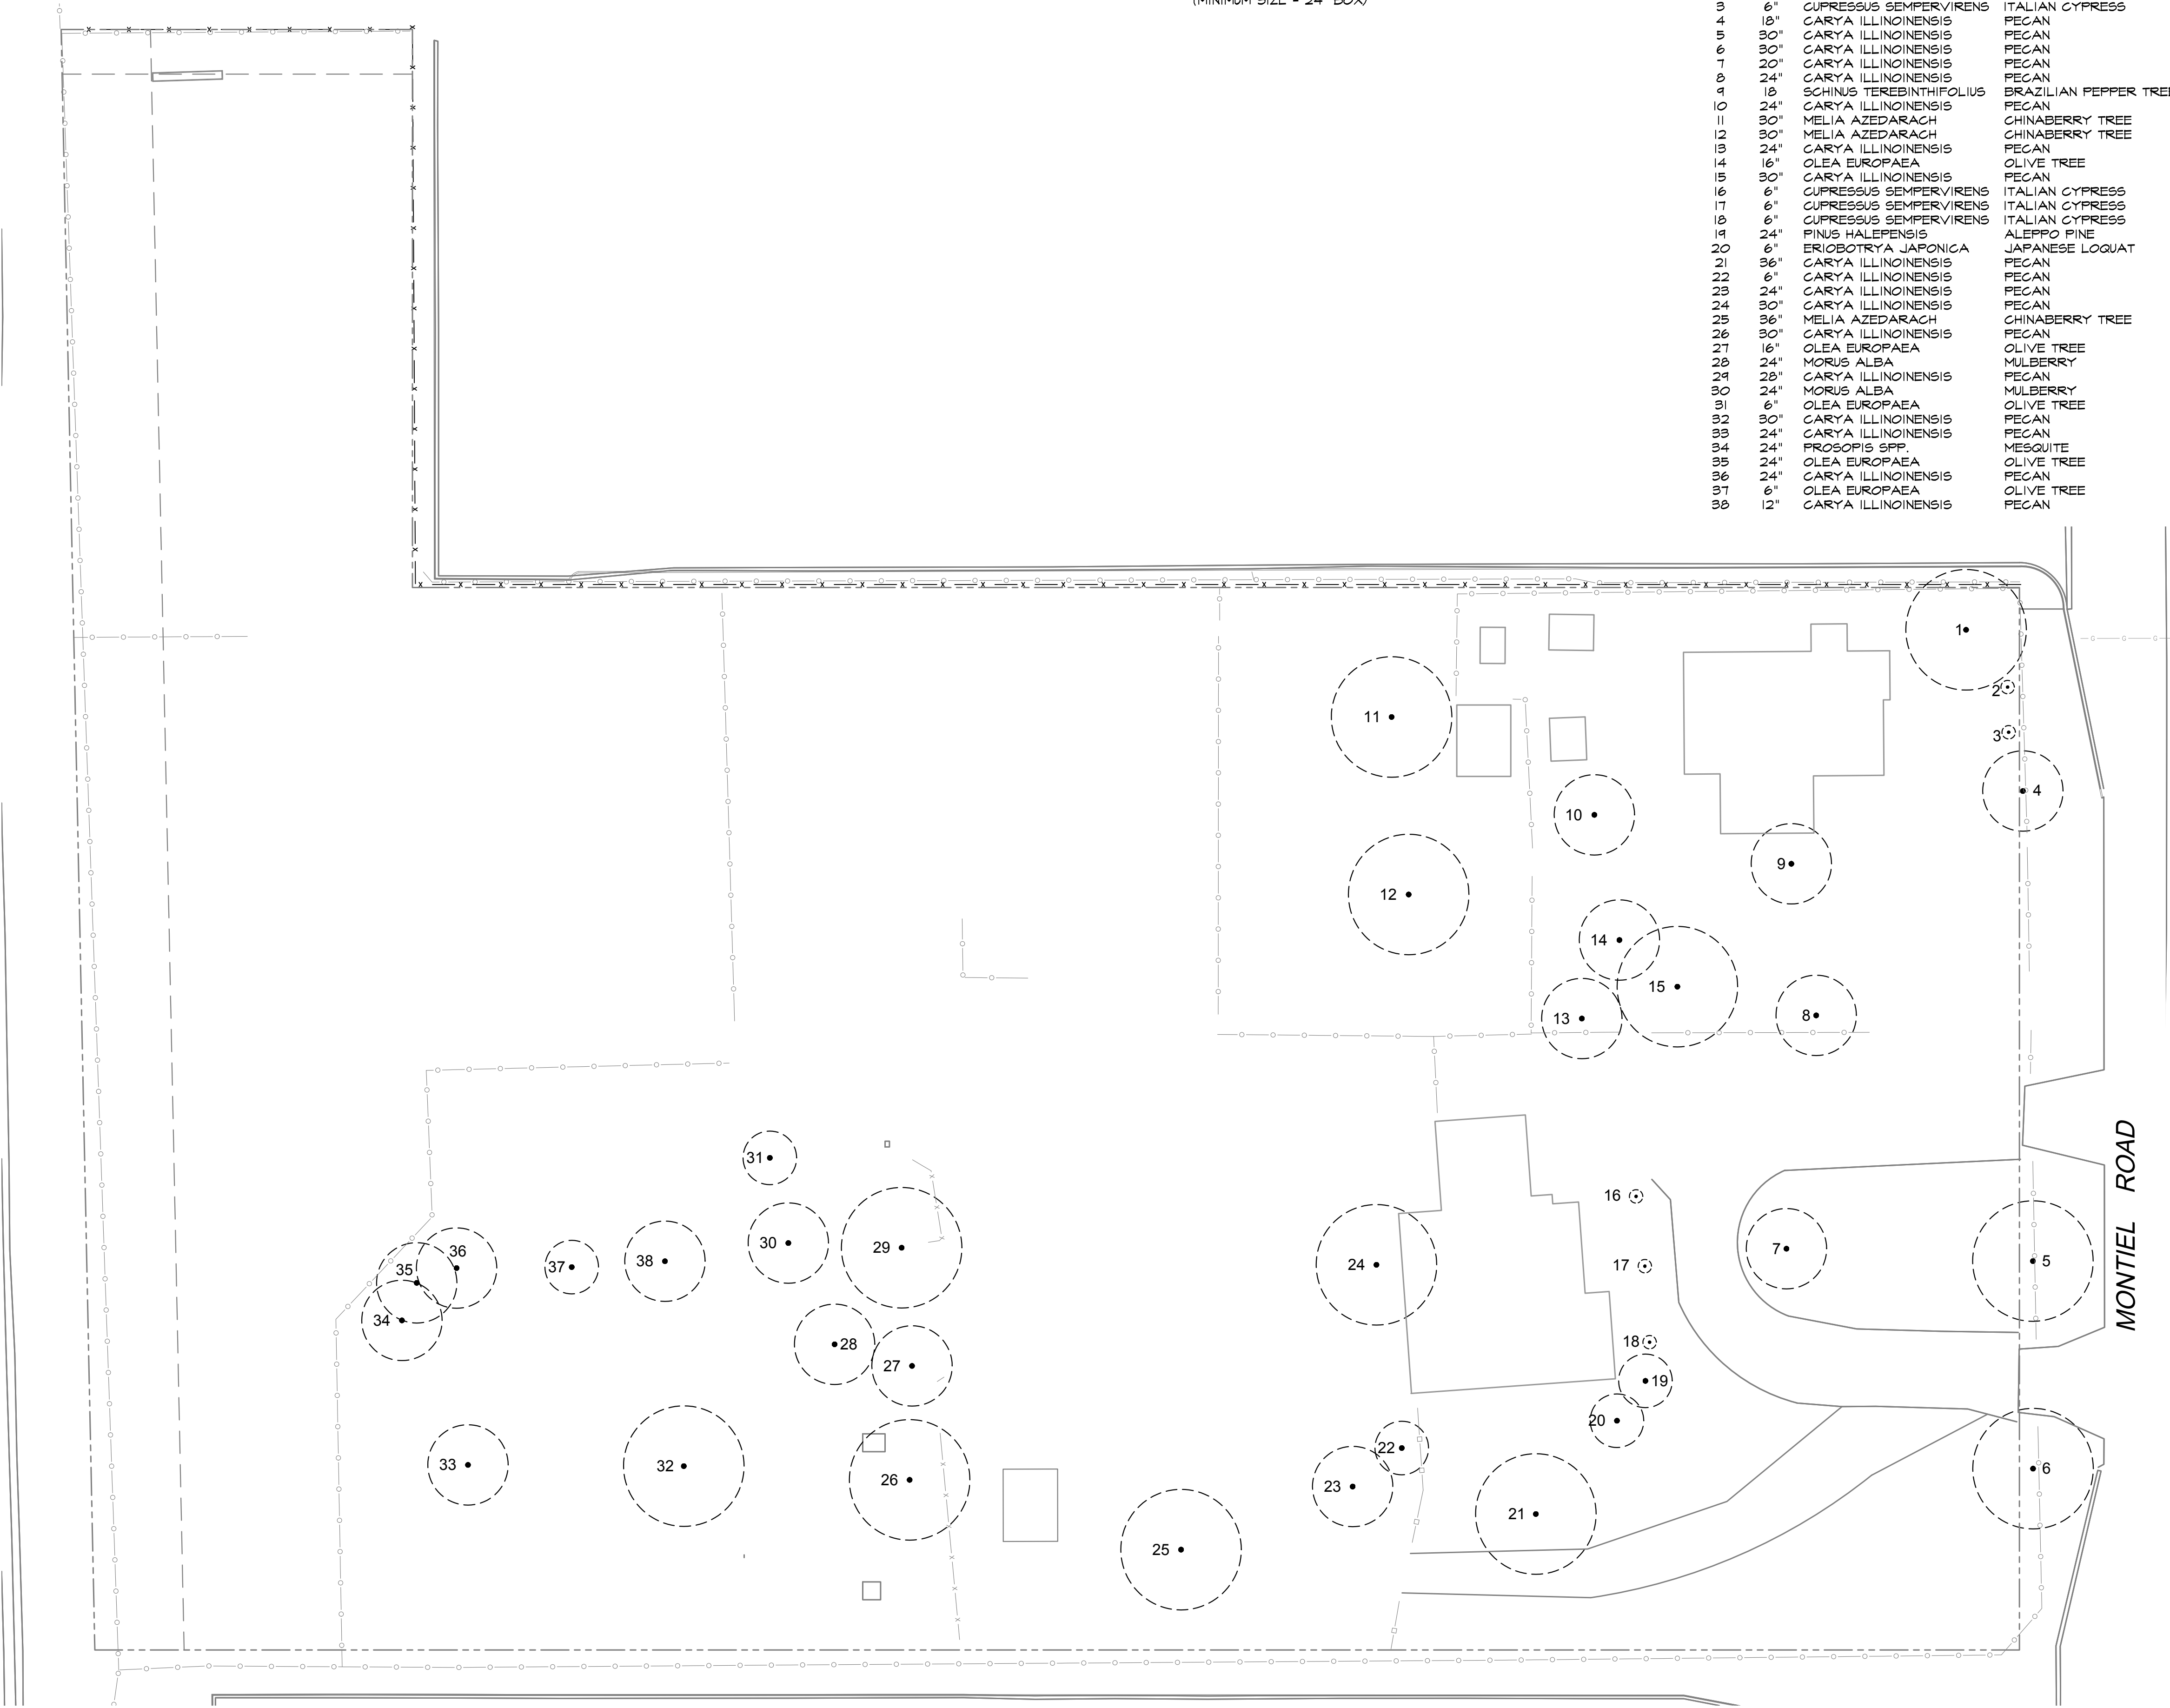 (MINIMUM SIZE - 24" BOX)
3 6" CUPRESSUS SEMPERVIRENS ITALIAN CYPRESS
4 18" CARYA ILLINOINENSIS PECAN
5 30" CARYA ILLINOINENSIS PECAN
6 30" CARYA ILLINOINENSIS PECAN
7 20" CARYA ILLINOINENSIS PECAN
8 24" CARYA ILLINOINENSIS PECAN
9 18 SCHINUS TEREBINTHIFOLIUS BRAZILIAN PEPPER TREE
10 24" CARYA ILLINOINENSIS PECAN
11 30" MELIA AZEDARACH CHINABERRY TREE
12 30" MELIA AZEDARACH CHINABERRY TREE
13 24" CARYA ILLINOINENSIS PECAN
14 16" OLEA EUROPAEA OLIVE TREE
15 30" CARYA ILLINOINENSIS PECAN
16 6" CUPRESSUS SEMPERVIRENS ITALIAN CYPRESS
17 6" CUPRESSUS SEMPERVIRENS ITALIAN CYPRESS
18 6" CUPRESSUS SEMPERVIRENS ITALIAN CYPRESS
19 24" PINUS HALEPENSIS ALEPPO PINE
20 6" ERIOBOTRYA JAPONICA JAPANESE LOQUAT
21 36" CARYA ILLINOINENSIS PECAN
22 6" CARYA ILLINOINENSIS PECAN
23 24" CARYA ILLINOINENSIS PECAN
24 30" CARYA ILLINOINENSIS PECAN
25 36" MELIA AZEDARACH CHINABERRY TREE
26 30" CARYA ILLINOINENSIS PECAN
27 16" OLEA EUROPAEA OLIVE TREE
28 24" MORUS ALBA MULBERRY
29 28" CARYA ILLINOINENSIS PECAN
30 24" MORUS ALBA MULBERRY
31 6" OLEA EUROPAEA OLIVE TREE
32 30" CARYA ILLINOINENSIS PECAN
33 24" CARYA ILLINOINENSIS PECAN
34 24" PROSOPIS SPP. MESQUITE
35 24" OLEA EUROPAEA OLIVE TREE
36 24" CARYA ILLINOINENSIS PECAN
37 6" OLEA EUROPAEA OLIVE TREE
38 12" CARYA ILLINOINENSIS PECAN
1
G G G
2
11
3
4
10
9
12
14
15
8
13
31
16
MONTIEL ROAD
30
29
7
36
38
5
37
24
17
35
34
18
28
27
19
20
22
33
32
6
26
23
21
25